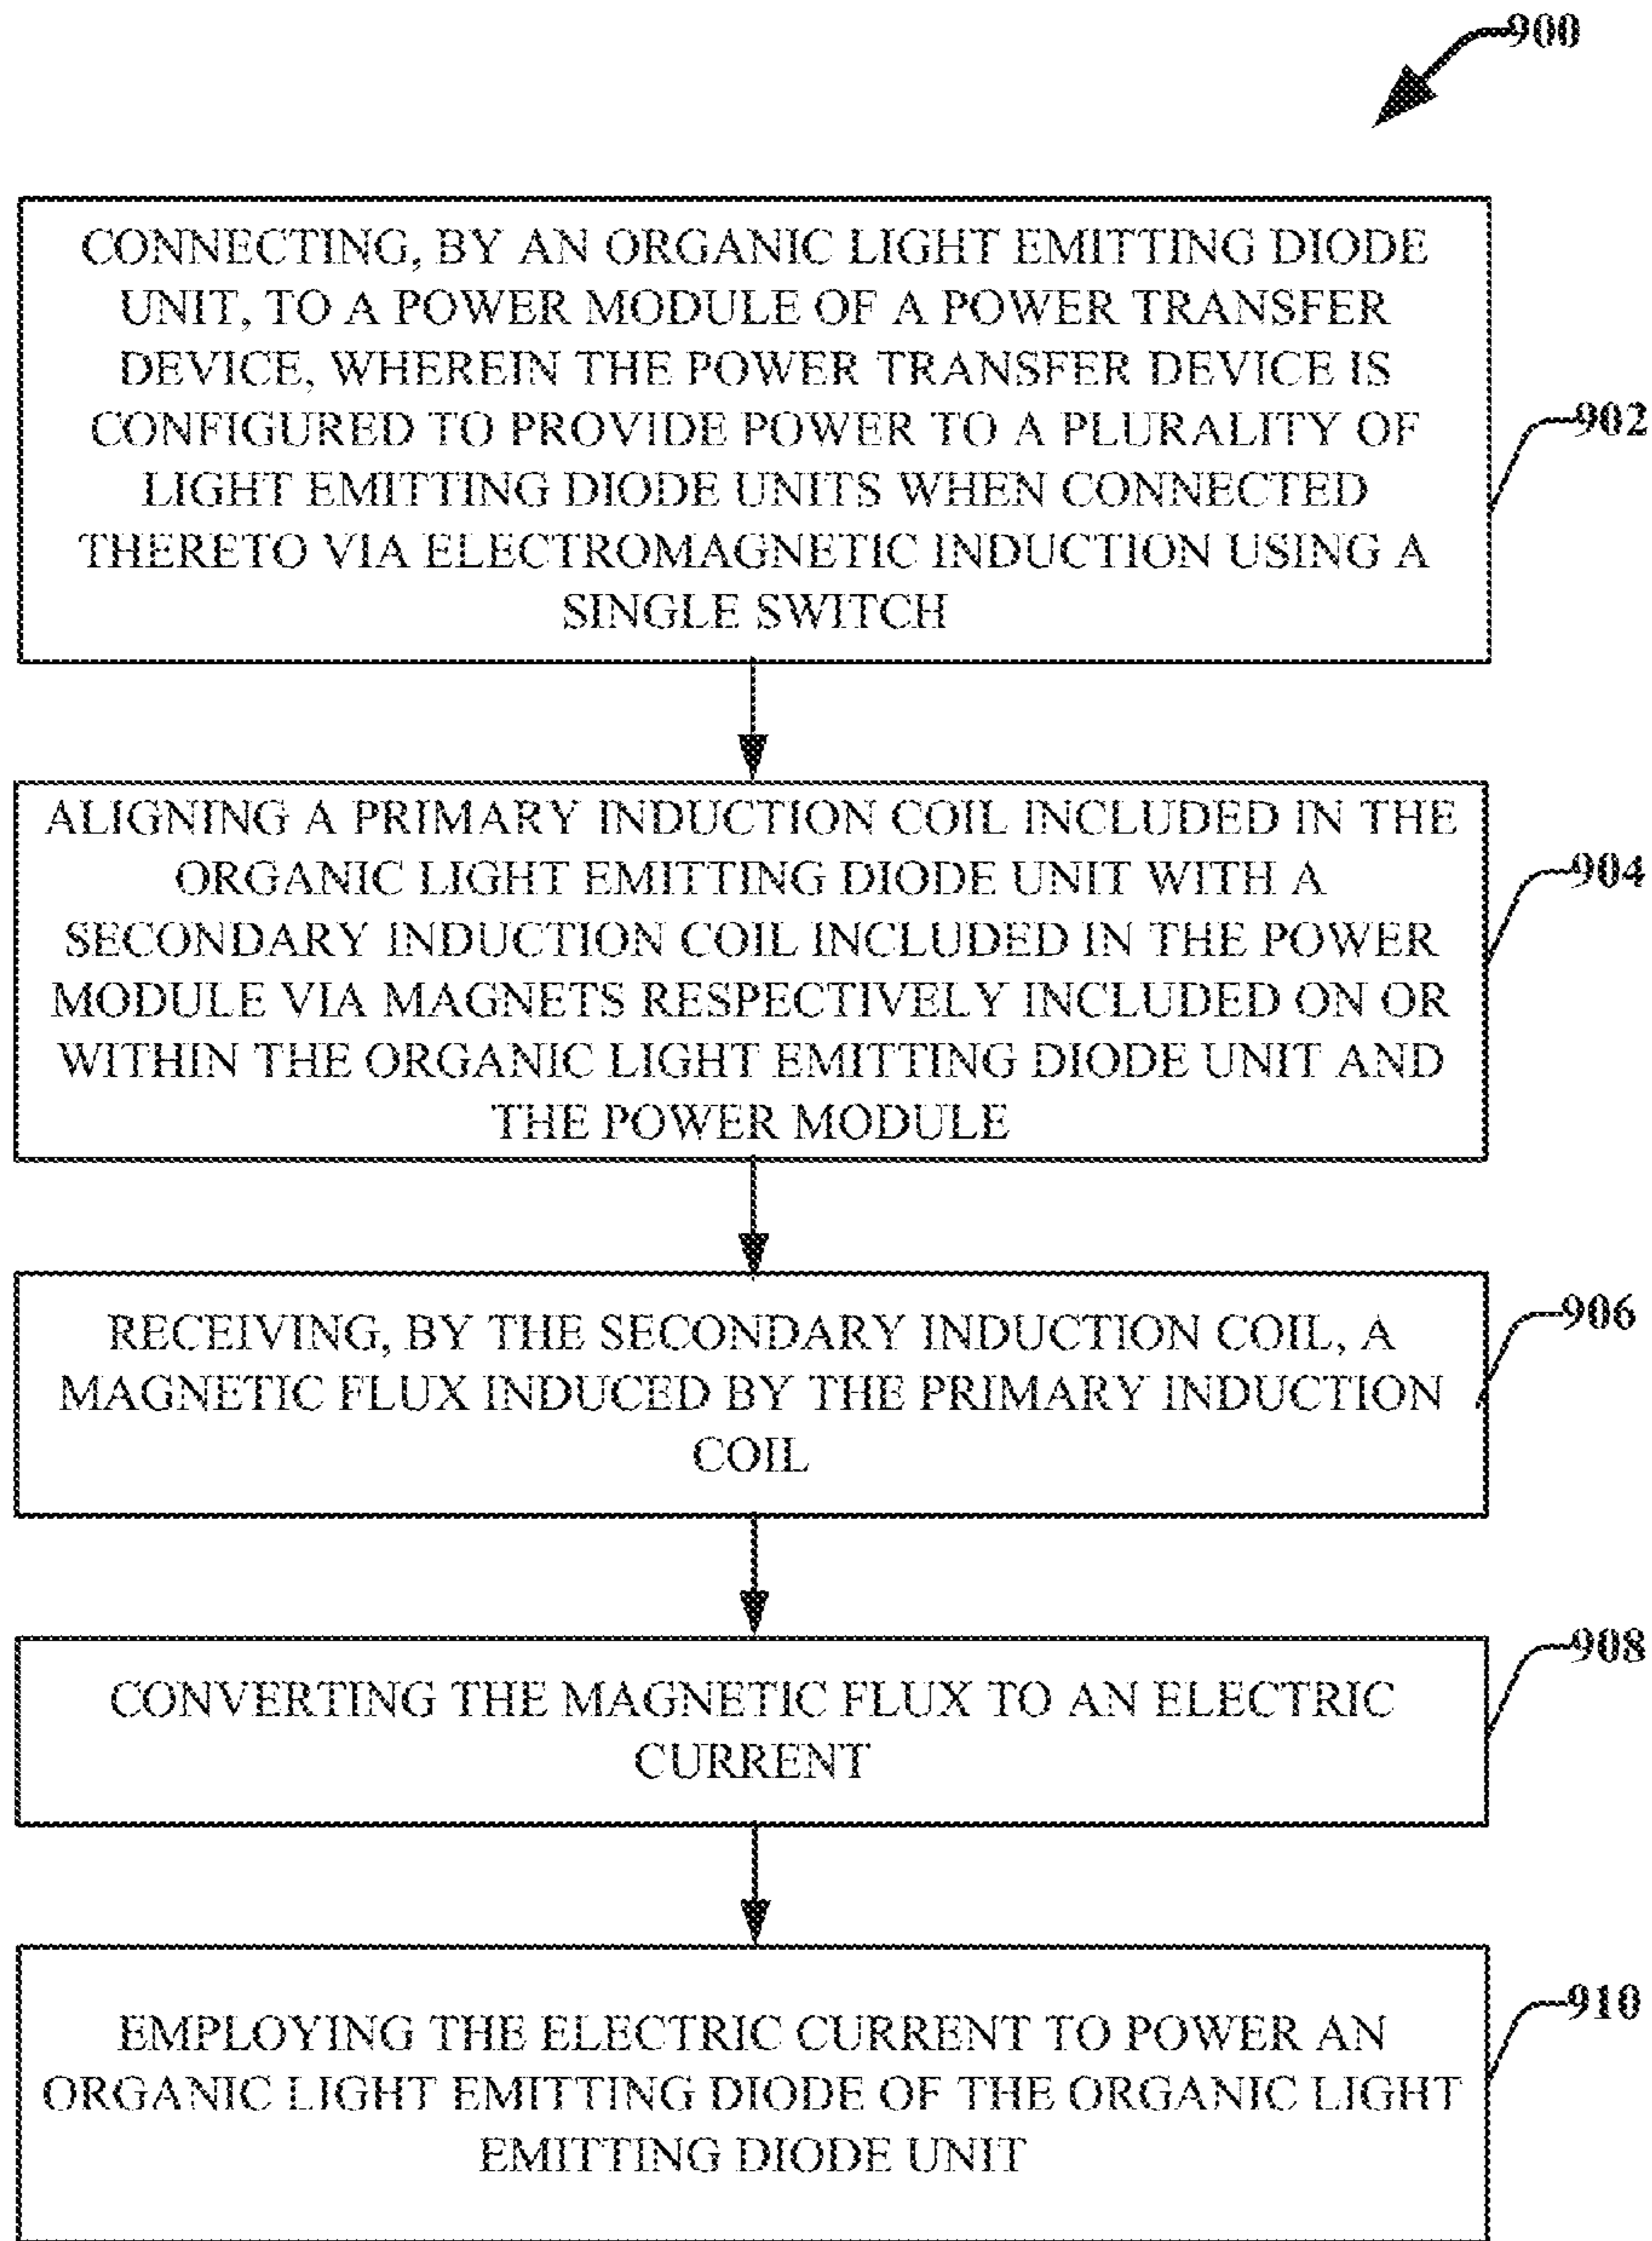 900
CONNECTING, BY AN ORGANIC LIGHT EMITTING DIODE
UNIT, TO A POWER MODULE OF A POWER TRANSFER
DEVICE, WHEREIN THE POWER TRANSFER DEVICE IS
CONFIGURED TO PROVIDE POWER TO A PLURALITY OF
LIGHT EMITTING DIODE UNITS WHEN CONNECTED
THERETO VIA ELECTROMAGNETIC INDUCTION USING A
SINGLE SWITCH
902
ALIGNING A PRIMARY INDUCTION COIL INCLUDED IN THE
ORGANIC LIGHT EMITTING DIODE UNIT WITH A
SECONDARY INDUCTION COIL INCLUDED IN THE POWER
MODULE VIA MAGNETS RESPECTIVELY INCLUDED ON OR
WITHIN THE ORGANIC LIGHT EMITTING DIODE UNIT AND
THE POWER MODULE
904
RECEIVING, BY THE SECONDARY INDUCTION COIL, A
MAGNETIC FLUX INDUCED BY THE PRIMARY INDUCTION
COIL
906
CONVERTING THE MAGNETIC FLUX TO AN ELECTRIC
CURRENT
908
EMPLOYING THE ELECTRIC CURRENT TO POWER AN
ORGANIC LIGHT EMITTING DIODE OF THE ORGANIC LIGHT
EMITTING DIODE UNIT
910